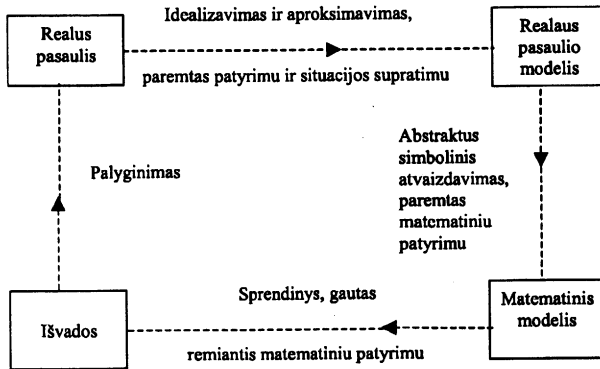 Idealizavimas ir aproksimavimas,
Realus
pasaulis
Realaus
pasaulio
modelis
paremtas patyrimu ir situacijos supratimu
Abstraktus
simbolinis
atvaizdavimas,
paremtas
matematiniu
patyrimu
Palyginimas
Sprendinys, gautas
Matematinis
modelis
Išvados
remiantis matematiniu patyrimu